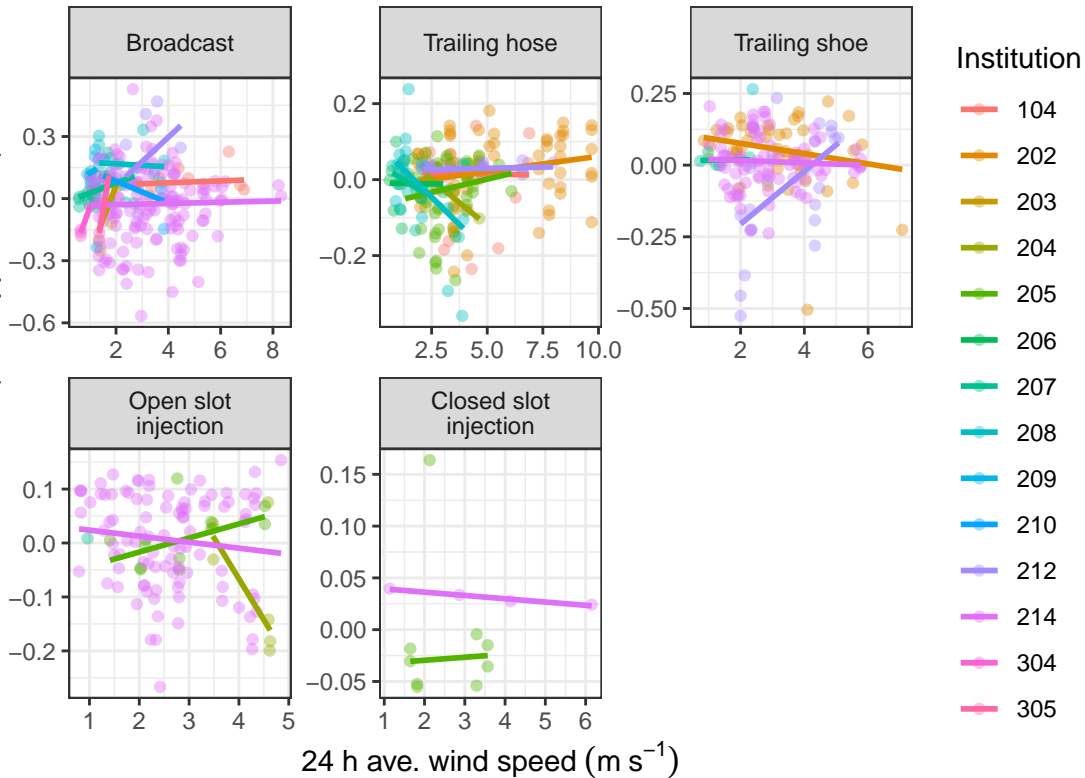 Broadcast
Trailing hose
Trailing shoe
Institution
0.3
0.0
−0.3
−0.6
2 4 6 8
0.2
0.0
−0.2
2.5 5.0 7.5 10.0
0.25
0.00
−0.25
−0.50
2 4 6
Open slot
injection
Closed slot
injection
0.1
0.0
−0.1
−0.2
1 2 3 4 5
0.15
0.10
0.05
0.00
−0.05
1 2 3 4 5 6
24 h ave. wind speed (m s⁻¹)
104
202
203
204
205
206
207
208
209
210
212
214
304
305